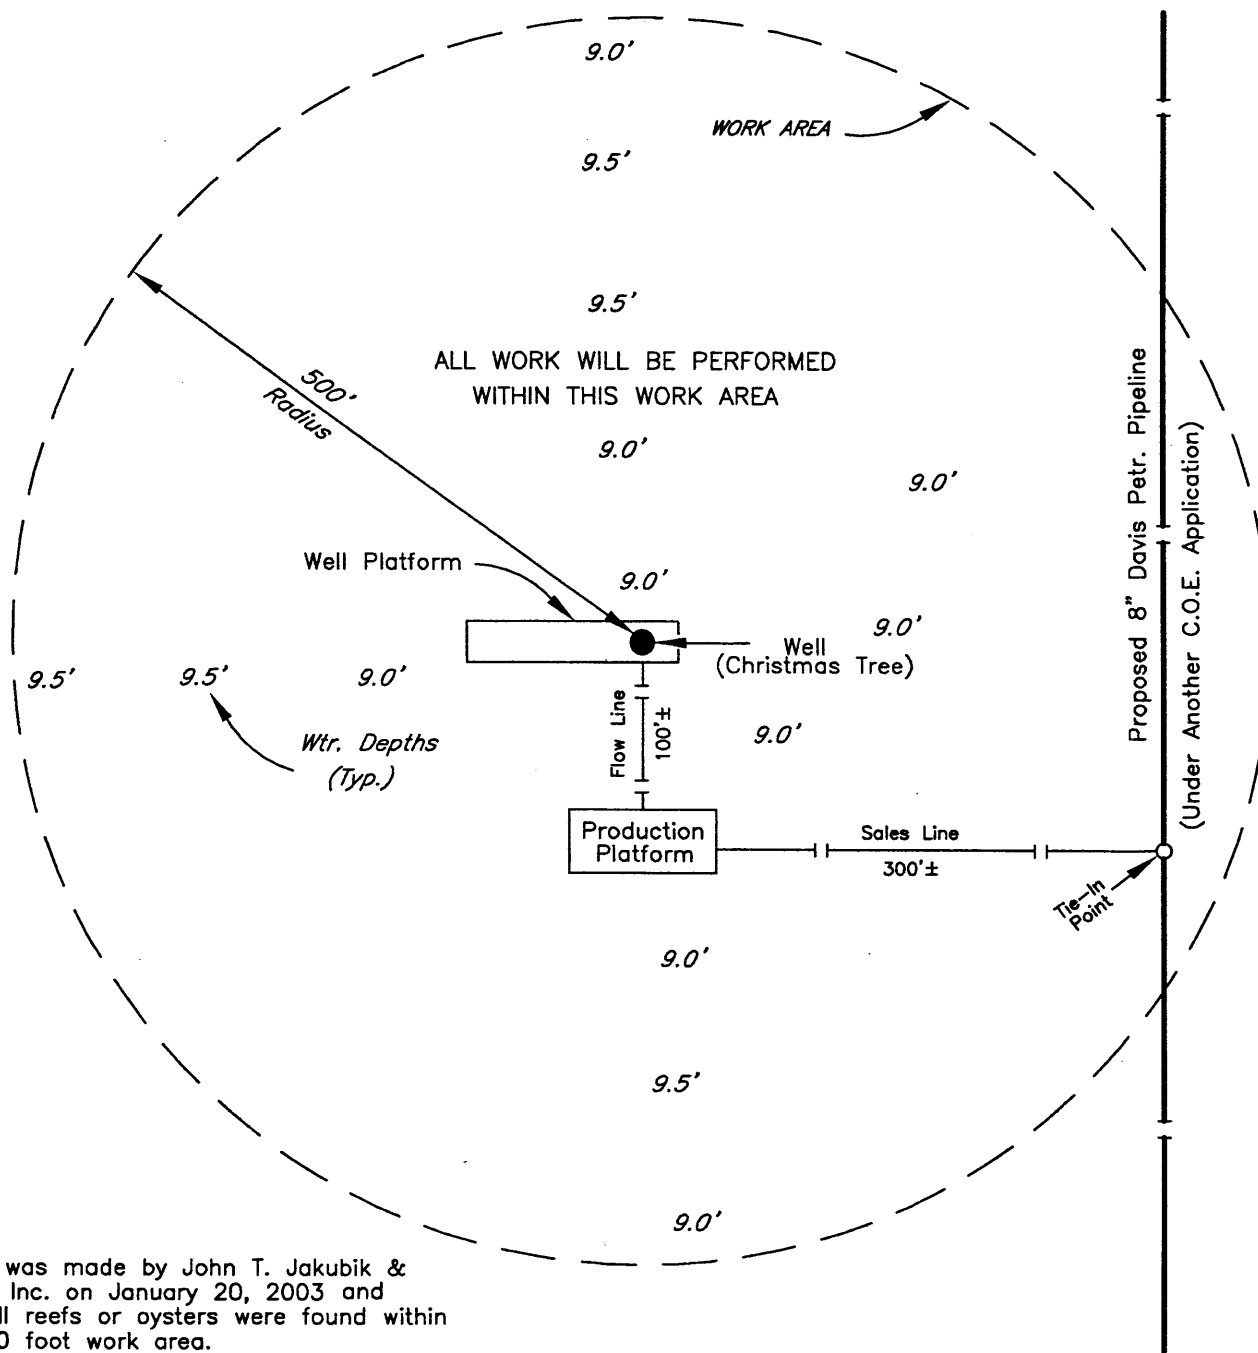 9.0'
WORK AREA
9.5'
9.5'
ALL WORK WILL BE PERFORMED
WITHIN THIS WORK AREA
500'
Radius
9.0'
9.0'
Well Platform
9.0'
9.0'
Well
(Christmas Tree)
9.5'
9.5'
9.0'
Wtr. Depths
(Typ.)
Flow Line
100'±
9.0'
Production
Platform
Sales Line
300'±
Tie-In
Point
Proposed 8" Davis Petr. Pipeline
(Under Another C.O.E. Application)
9.0'
9.5'
9.0'
was made by John T. Jakubik &
Inc. on January 20, 2003 and
reefs or oysters were found within
foot work area.